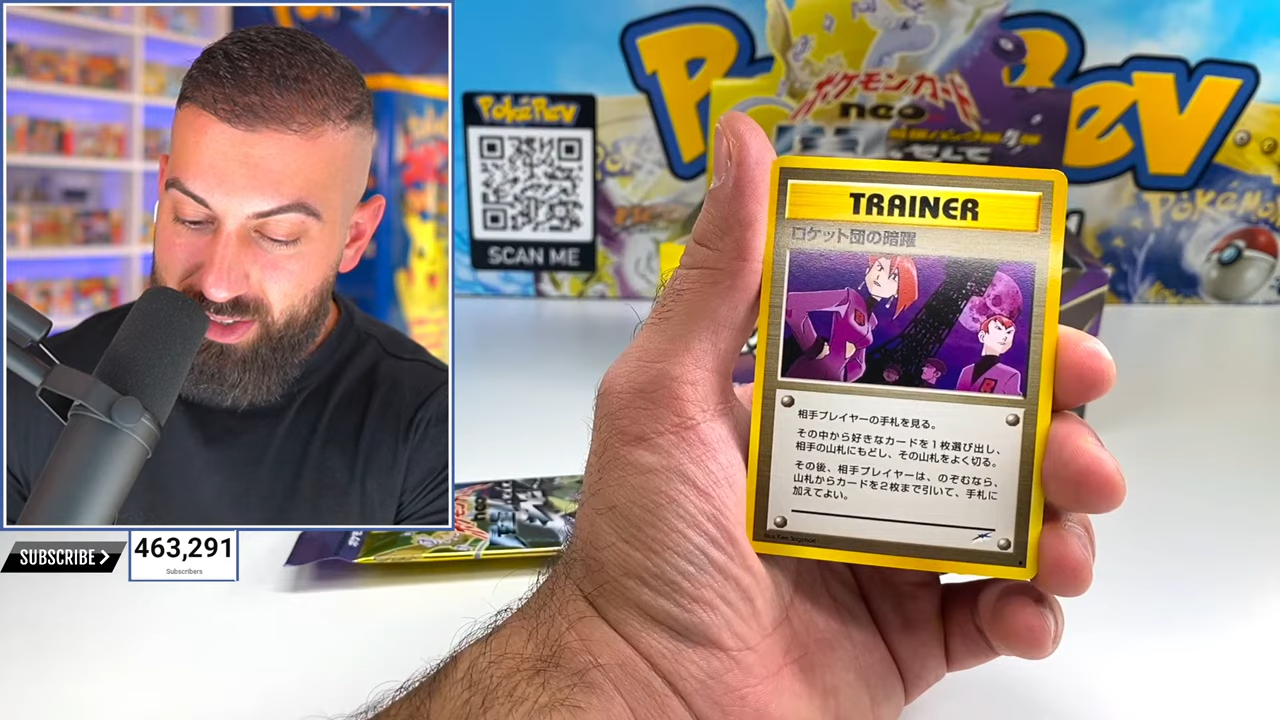 PokéRev
SCAN ME
ポケモンカード
neo
TRAINER
ロケット団の暗躍
相手プレイヤーの手札を見る。
その中から好きなカードを1枚選び出し、
相手の山札にもどし、その山札をよく切る。
その後、相手プレイヤーは、のぞむなら、
山札からカードを2枚まで引いて、手札に
加えてよい。
SUBSCRIBE
463,291
Subscribers
neo